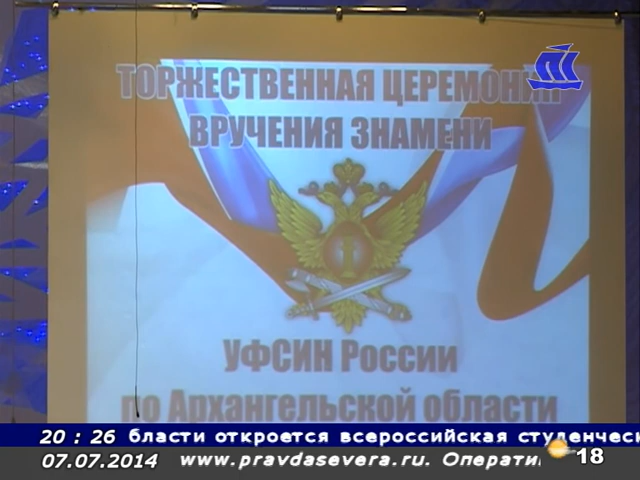 ТОРЖЕСТВЕННАЯ ЦЕРЕМОНИЯ
ВРУЧЕНИЯ ЗНАМЕНИ
УФСИН России
по Архангельской области
20 : 26 бласти откроется всероссийская студенческ
07.07.2014 www.pravdasevera.ru. Операти
18